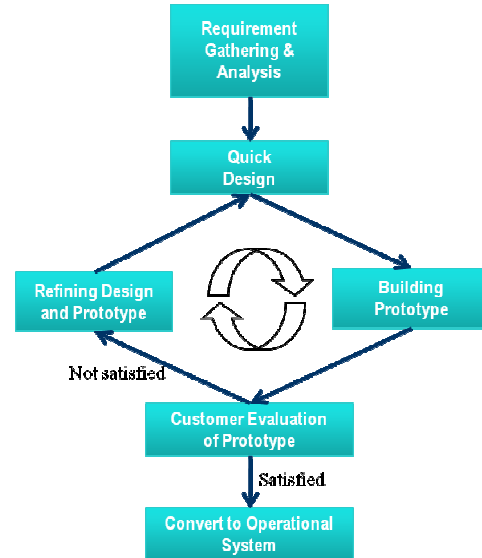 Requirement
Gathering &
Analysis
Quick
Design
Refining Design
and Prototype
Building
Prototype
Not satisfied
Customer Evaluation
of Prototype
Satisfied
Convert to Operational
System